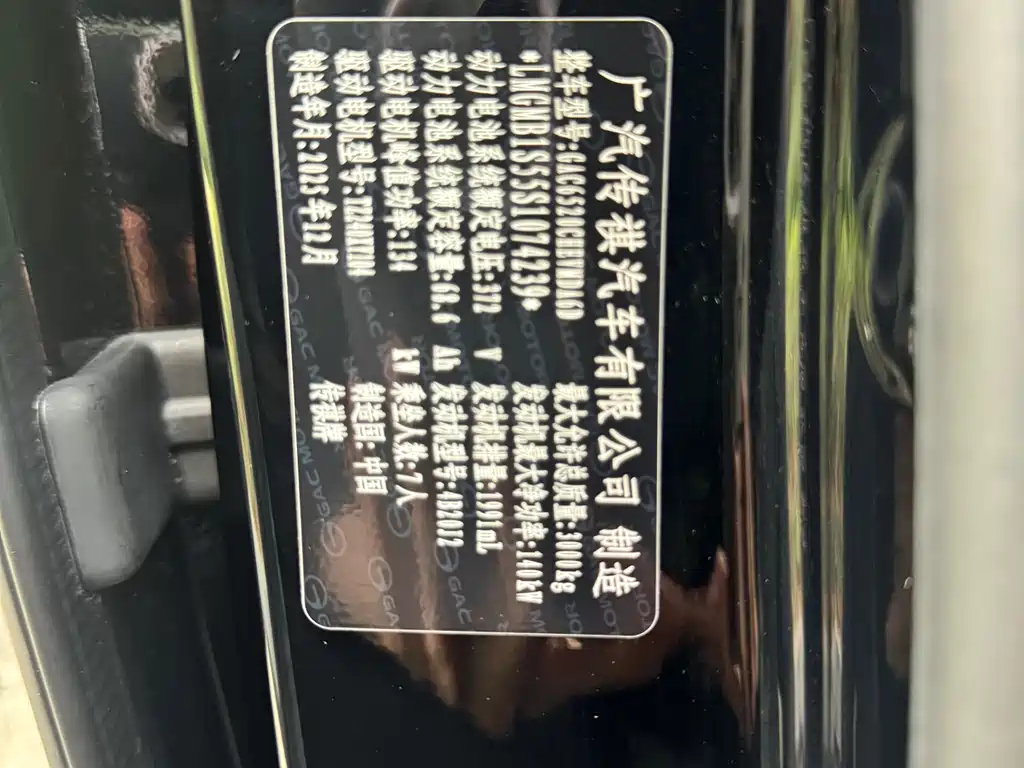 广汽传祺汽车有限公司 制造
整车型号:GAC6520CHEVWDA6D 最大允许总质量:3000kg
*LNGNB1SS5S1074239* 发动机最大净功率:140kW
动力电池系统额定电压:372 V 发动机排量:1991mL
动力电池系统额定容量:68.6 Ah 发动机型号:4B20J2
驱动电机峰值功率:134 kW 乘坐人数:7人
驱动电机型号: 制造国:中国
制造年月:2025年12月 传祺牌
GAC MOTOR